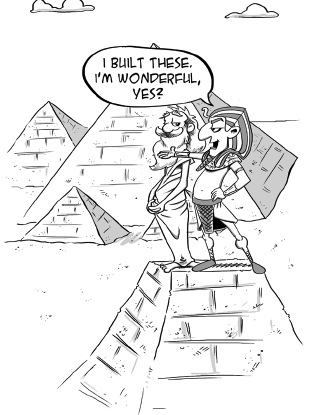 I BUILT THESE.
I'M WONDERFUL,
YES?
?